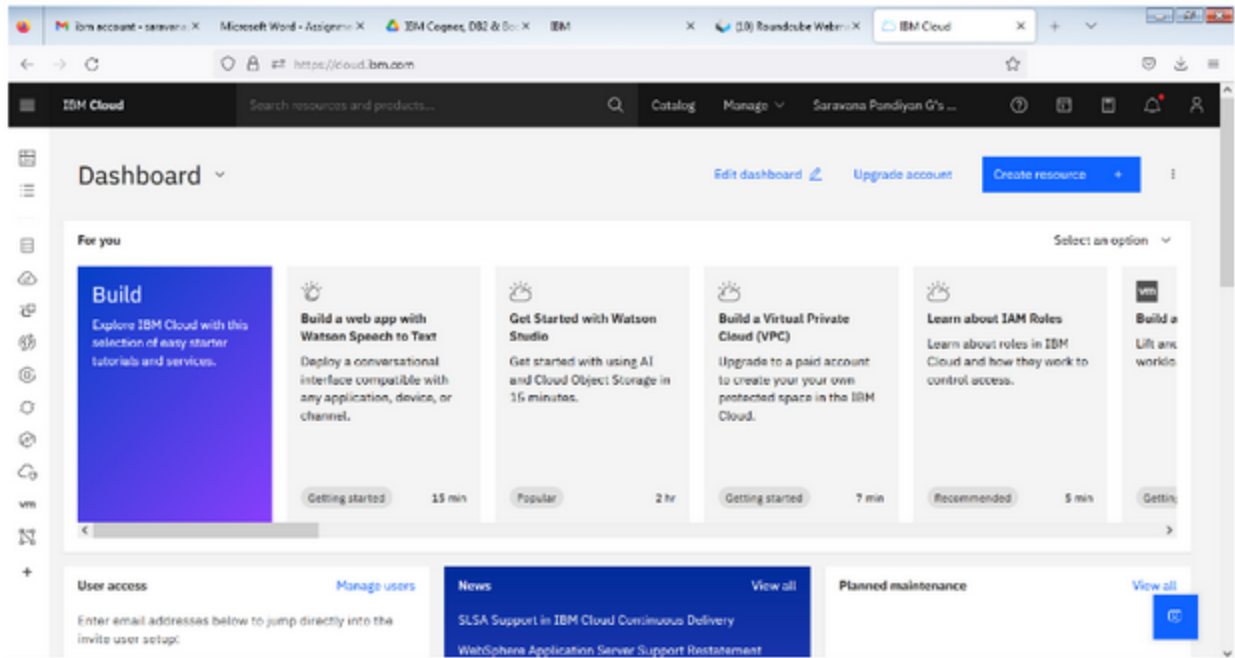 ibm account - saravana
Microsoft Word - Assignme
IBM Cognos, DB2 & Bo
IBM
(10) Roundcube Webma
IBM Cloud
https://cloud.ibm.com
IBM Cloud
Search resources and products...
Catalog
Manage
Saravana Pandiyan G's ...
Dashboard
Edit dashboard
Upgrade account
Create resource +
For you
Select an option
Build
Explore IBM Cloud with this
selection of easy starter
tutorials and services.
Build a web app with
Watson Speech to Text
Deploy a conversational
interface compatible with
any application, device, or
channel.
Getting started
15 min
Get Started with Watson
Studio
Get started with using AI
and Cloud Object Storage in
15 minutes.
Popular
2 hr
Build a Virtual Private
Cloud (VPC)
Upgrade to a paid account
to create your your own
protected space in the IBM
Cloud.
Getting started
7 min
Learn about IAM Roles
Learn about roles in IBM
Cloud and how they work to
control access.
Recommended
5 min
vm
Build a
Lift and
worklo
Gettin
vm
User access
Manage users
Enter email addresses below to jump directly into the
invite user setup:
News
View all
SLSA Support in IBM Cloud Continuous Delivery
WebSphere Application Server Support Restatement
Planned maintenance
View all